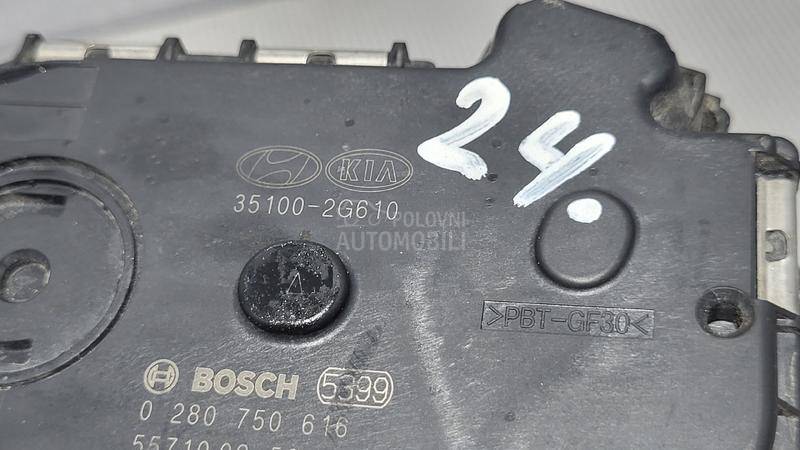 24
KIA
35100-2G610
POLOVNI
AUTOMOBILI
>PBT-GF30<
BOSCH 5399
0 280 750 616